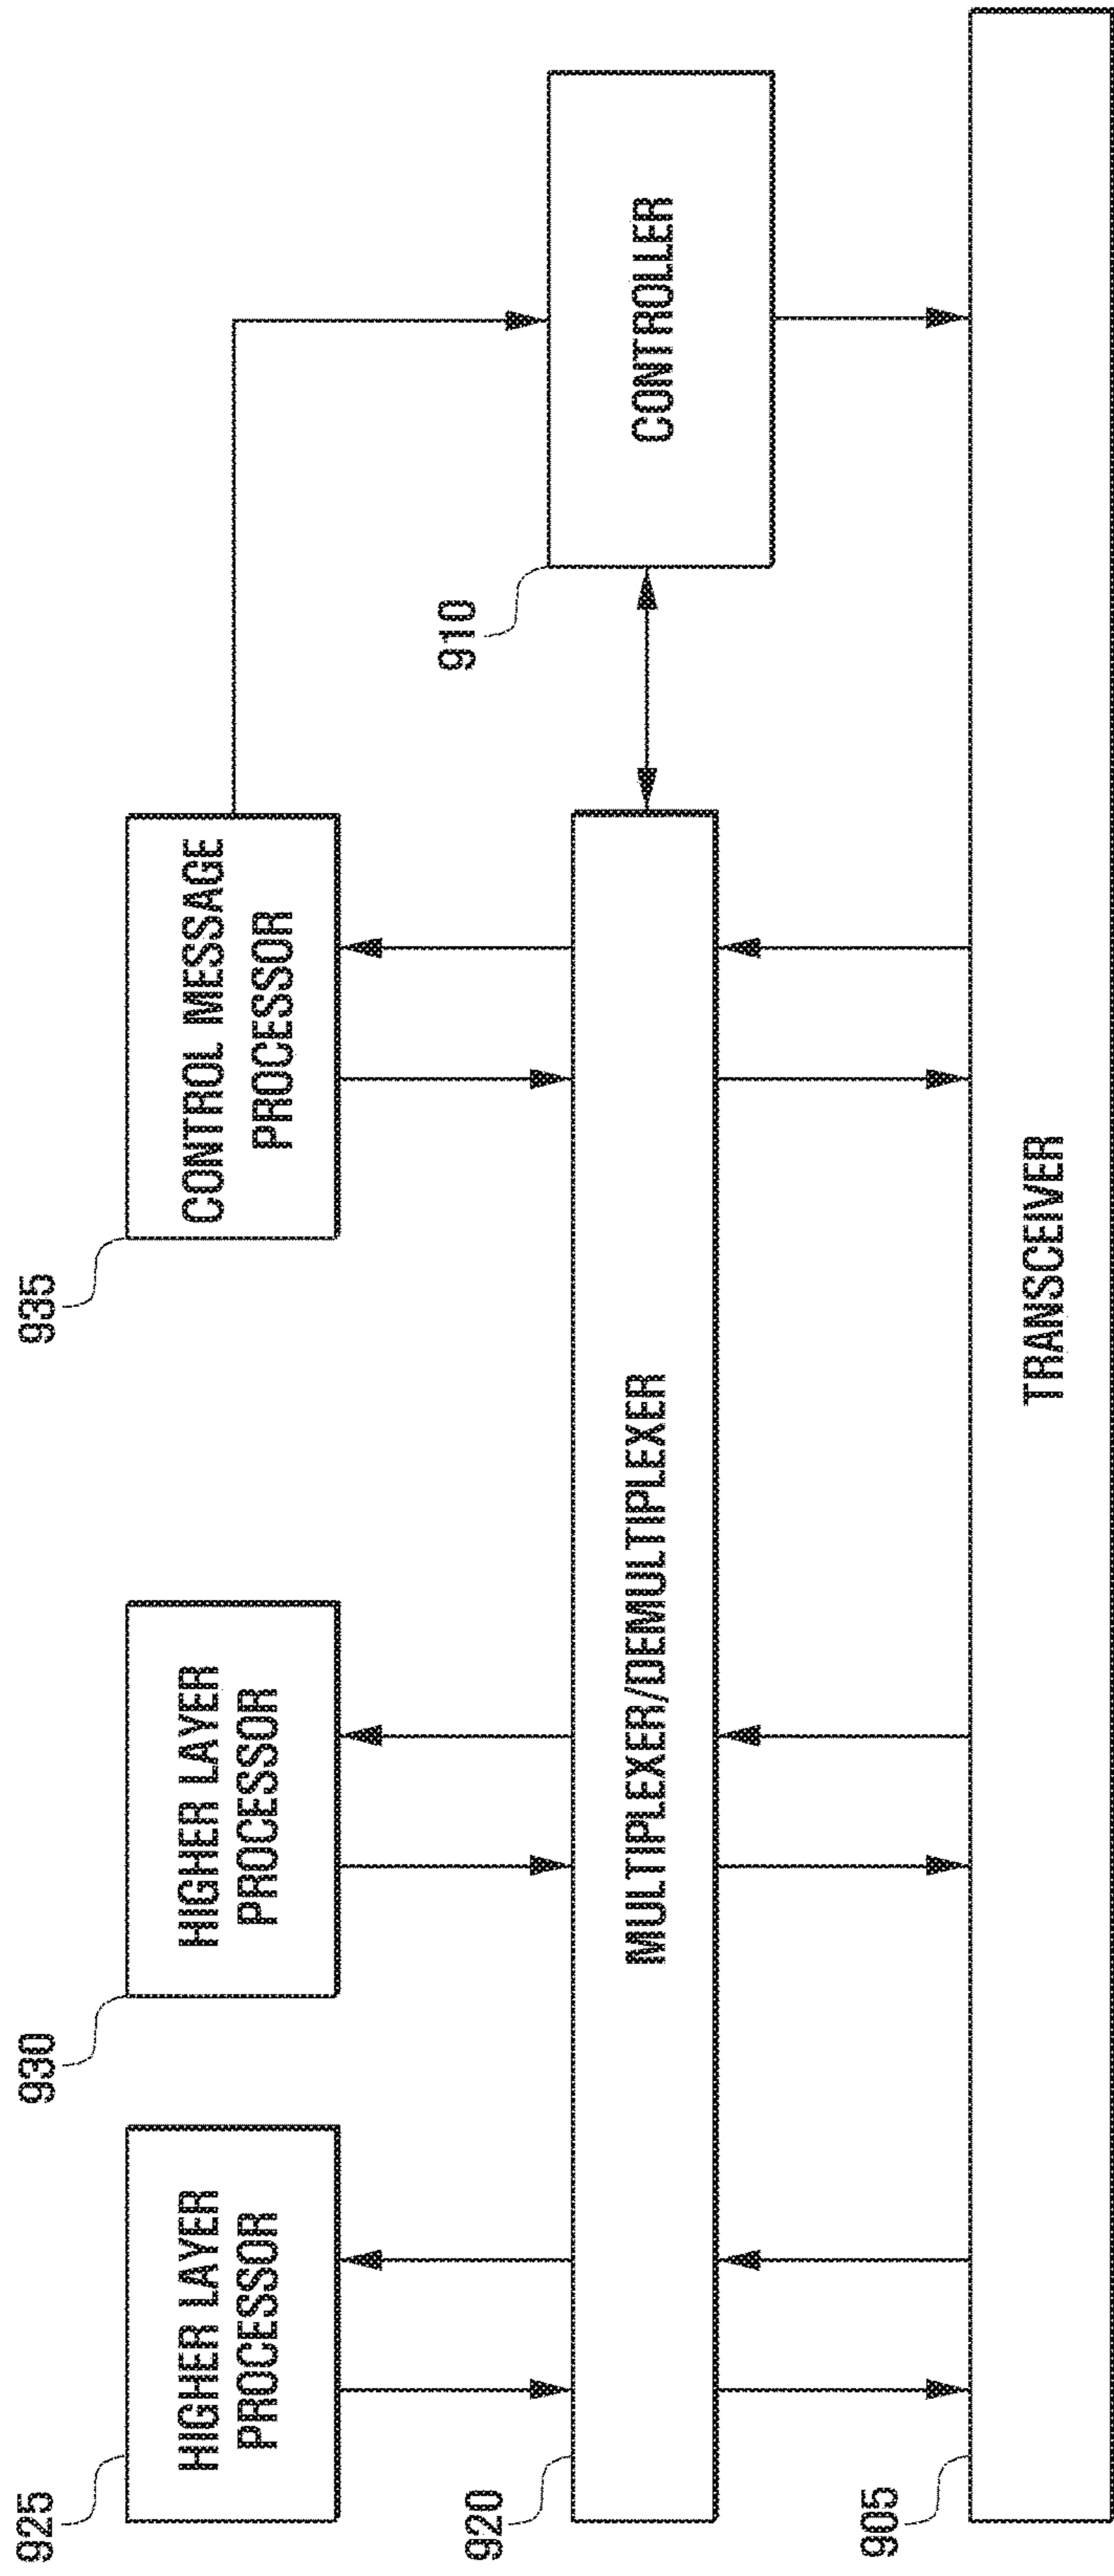 925
HIGHER LAYER
PROCESSOR
930
HIGHER LAYER
PROCESSOR
935
CONTROL MESSAGE
PROCESSOR
920
MULTIPLEXER/DEMULTIPLEXER
910
CONTROLLER
905
TRANSCEIVER